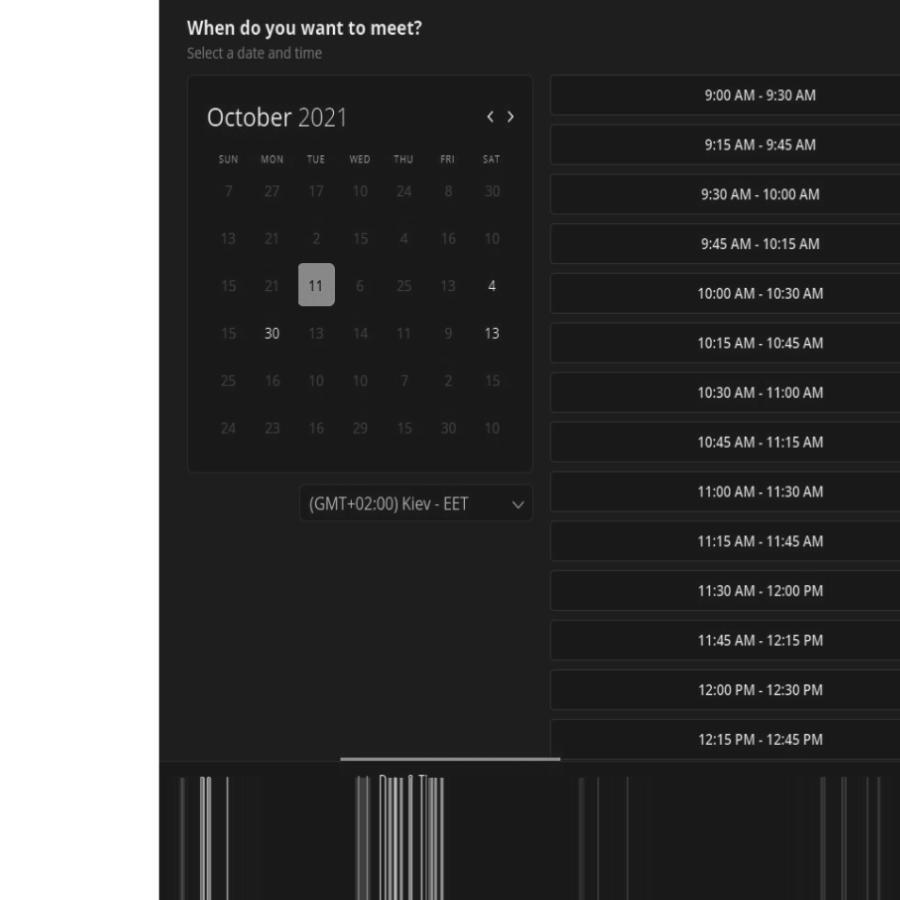 When do you want to meet?
Select a date and time
October 2021
SUN MON TUE WED THU FRI SAT
7 27 17 10 24 8 30
13 21 2 15 4 16 10
15 21 11 6 25 13 4
15 30 13 14 11 9 13
25 16 10 10 7 2 15
24 23 16 29 15 30 10
(GMT+02:00) Kiev - EET
9:00 AM - 9:30 AM
9:15 AM - 9:45 AM
9:30 AM - 10:00 AM
9:45 AM - 10:15 AM
10:00 AM - 10:30 AM
10:15 AM - 10:45 AM
10:30 AM - 11:00 AM
10:45 AM - 11:15 AM
11:00 AM - 11:30 AM
11:15 AM - 11:45 AM
11:30 AM - 12:00 PM
11:45 AM - 12:15 PM
12:00 PM - 12:30 PM
12:15 PM - 12:45 PM